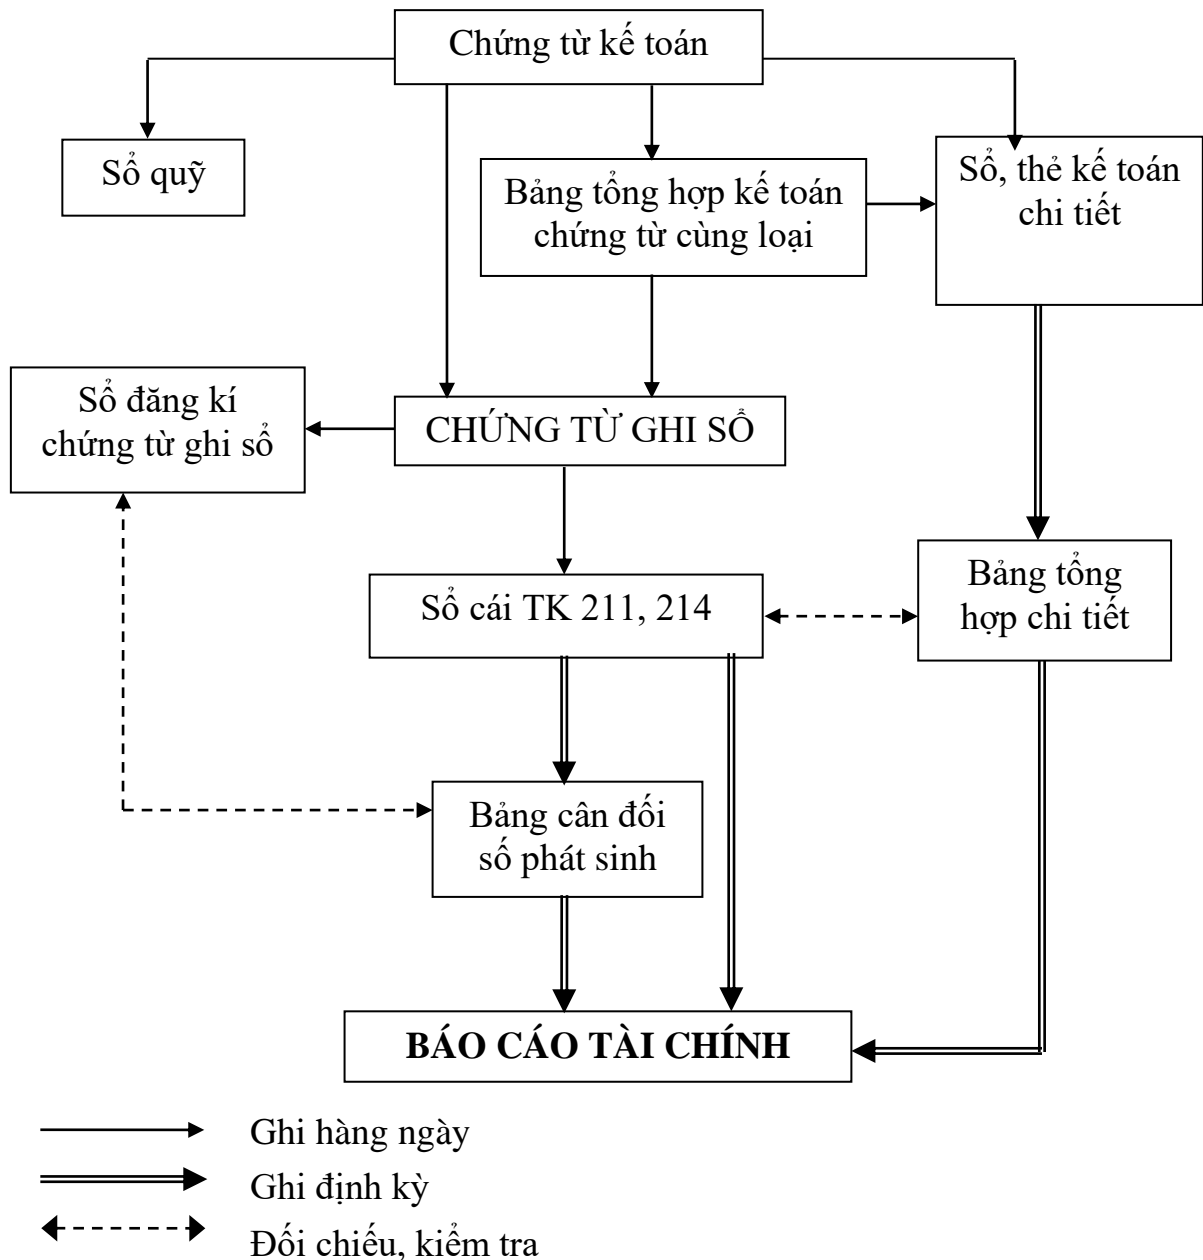 Chứng từ kế toán
Sổ quỹ
Bảng tổng hợp kế toán
chứng từ cùng loại
Sổ, thẻ kế toán
chi tiết
Sổ đăng kí
chứng từ ghi sổ
CHỨNG TỪ GHI SỔ
Sổ cái TK 211, 214
Bảng tổng
hợp chi tiết
Bảng cân đối
số phát sinh
BÁO CÁO TÀI CHÍNH
Ghi hàng ngày
Ghi định kỳ
Đối chiếu, kiểm tra